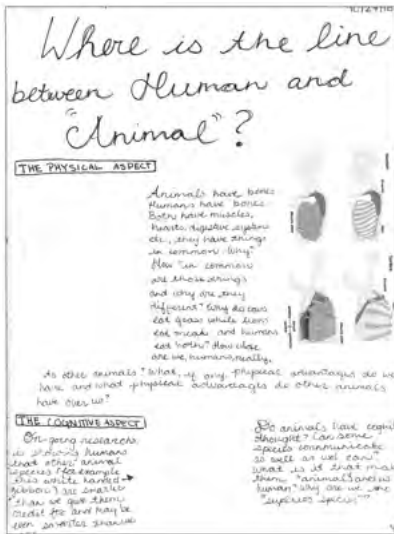 Where is the line
between Human and
"Animal"?
THE PHYSICAL ASPECT
Animals have bones
Humans have bones.
Both have muscles,
hearts, digestive systems
etc., they have things
in common. Why?
How "in common
are those things
and why are they
different? Why do cows
eat grass while lions
eat meat and humans
eat both? How close
are we, humans, really,
to other animals? What, if any physical advantages do we
have and what physical advantages do other animals
have over us?
THE COGNITIVE ASPECT
On-going research
is showing humans
that other animal
species (for example
this white handed
gibbon) are smarter
than we give them
credit for and may be
even smarter than us
Do animals have cognit
thought? Can some
species communicate
as well as we can?
What is it that mak
them "animals and us
human? Why are we the
"superior species"?